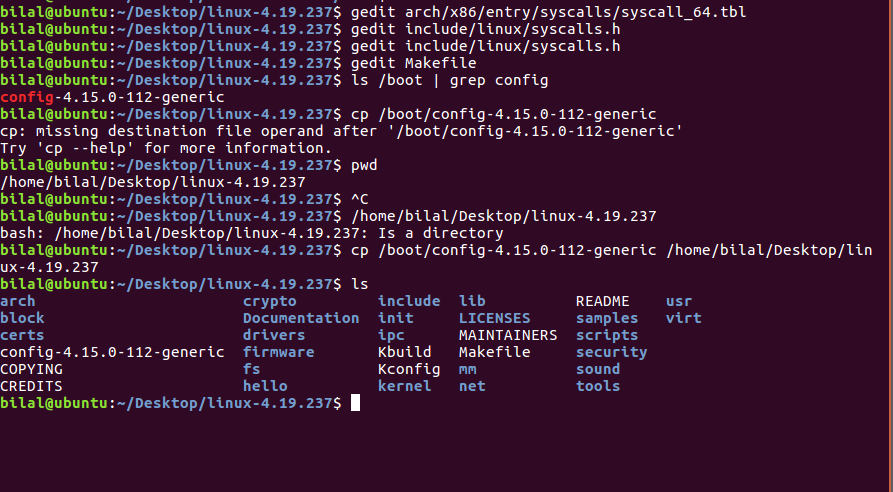 bilal@ubuntu:~/Desktop/linux-4.19.237$ gedit arch/x86/entry/syscalls/syscall_64.tbl
bilal@ubuntu:~/Desktop/linux-4.19.237$ gedit include/linux/syscalls.h
bilal@ubuntu:~/Desktop/linux-4.19.237$ gedit include/linux/syscalls.h
bilal@ubuntu:~/Desktop/linux-4.19.237$ gedit Makefile
bilal@ubuntu:~/Desktop/linux-4.19.237$ ls /boot | grep config
config-4.15.0-112-generic
bilal@ubuntu:~/Desktop/linux-4.19.237$ cp /boot/config-4.15.0-112-generic
cp: missing destination file operand after '/boot/config-4.15.0-112-generic'
Try 'cp --help' for more information.
bilal@ubuntu:~/Desktop/linux-4.19.237$ pwd
/home/bilal/Desktop/linux-4.19.237
bilal@ubuntu:~/Desktop/linux-4.19.237$ ^C
bilal@ubuntu:~/Desktop/linux-4.19.237$ /home/bilal/Desktop/linux-4.19.237
bash: /home/bilal/Desktop/linux-4.19.237: Is a directory
bilal@ubuntu:~/Desktop/linux-4.19.237$ cp /boot/config-4.15.0-112-generic /home/bilal/Desktop/lin
ux-4.19.237
bilal@ubuntu:~/Desktop/linux-4.19.237$ ls
arch crypto include lib README usr
block Documentation init LICENSES samples virt
certs drivers ipc MAINTAINERS scripts
config-4.15.0-112-generic firmware Kbuild Makefile security
COPYING fs Kconfig mm sound
CREDITS hello kernel net tools
bilal@ubuntu:~/Desktop/linux-4.19.237$